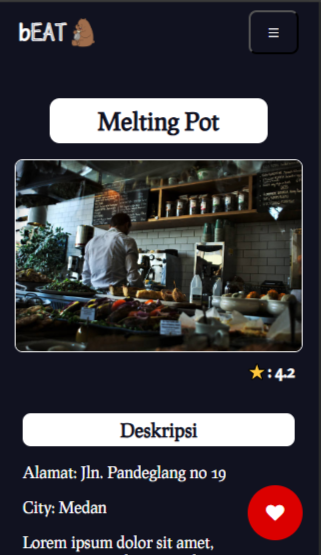 bEAT
Melting Pot
⭐: 4.2
Deskripsi
Alamat: Jln. Pandeglang no 19
City: Medan
Lorem ipsum dolor sit amet,